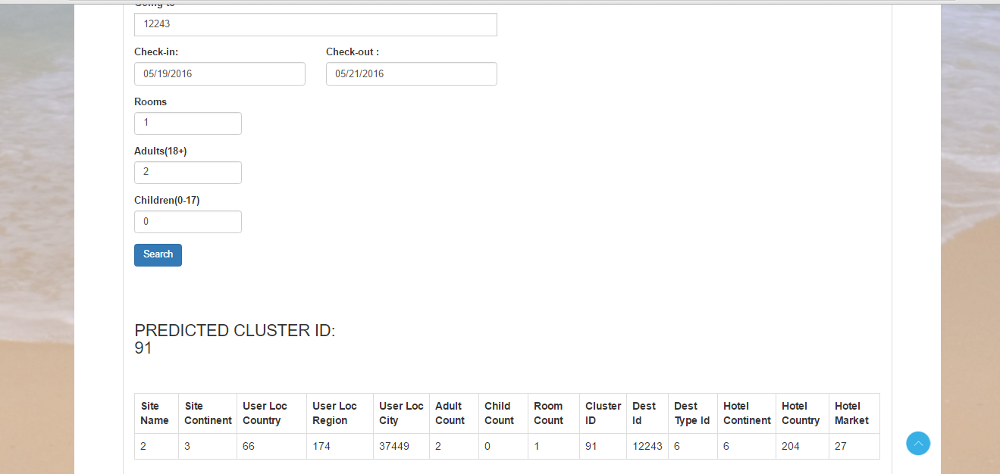 Going to
12243
Check-in: Check-out :
05/19/2016 05/21/2016
Rooms
1
Adults(18+)
2
Children(0-17)
0
Search
PREDICTED CLUSTER ID:
91
Site Name Site Continent User Loc Country User Loc Region User Loc City Adult Count Child Count Room Count Cluster ID Dest Id Dest Type Id Hotel Continent Hotel Country Hotel Market
2 3 66 174 37449 2 0 1 91 12243 6 6 204 27